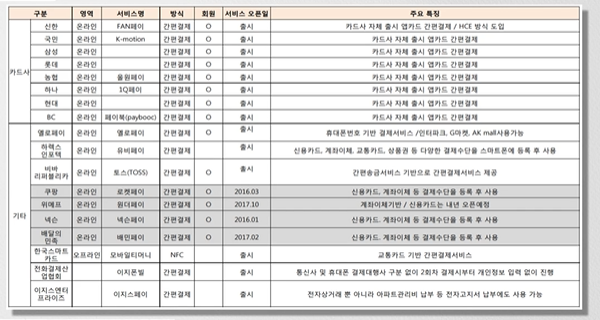 구분 영역 서비스명 방식 회원 서비스 오픈일 주요 특징
카드사
신한 온라인 FAN페이 간편결제 O 출시 카드사 자체 출시 앱카드 간편결제 / HCE 방식 도입
국민 온라인 K-motion 간편결제 O 출시 카드사 자체 출시 앱카드 간편결제
삼성 온라인 간편결제 O 출시 카드사 자체 출시 앱카드 간편결제
롯데 온라인 간편결제 O 출시 카드사 자체 출시 앱카드 간편결제
농협 온라인 올원페이 간편결제 O 출시 카드사 자체 출시 앱카드 간편결제
하나 온라인 1Q페이 간편결제 O 출시 카드사 자체 출시 앱카드 간편결제
현대 온라인 간편결제 O 출시 카드사 자체 출시 앱카드 간편결제
BC 온라인 페이북(paybooc) 간편결제 O 출시 카드사 자체 출시 앱카드 간편결제
기타
옐로페이 온라인 옐로페이 간편결제 O 출시 휴대폰번호 기반 결제서비스 /인터파크, G마켓, AK mall사용가능
하렉스
인포텍 온라인 유비페이 간편결제 출시 신용카드, 계좌이체, 교통카드, 상품권 등 다양한 결제수단을 스마트폰에 등록 후 사용
비바
리퍼블리카 온라인 토스(TOSS) 간편결제 O 출시 간편송금서비스 기반으로 간편결제서비스 제공
쿠팡 온라인 로켓페이 간편결제 O 2016.03 신용카드, 계좌이체 등 결제수단을 등록 후 사용
위메프 온라인 원더페이 간편결제 O 2017.10 계좌이체기반 / 신용카드는 내년 오픈예정
넥슨 온라인 넥슨페이 간편결제 O 2016.01 신용카드, 계좌이체 등 결제수단을 등록 후 사용
배달의
민족 온라인 배민페이 간편결제 O 2017.02 신용카드, 계좌이체 등 결제수단을 등록 후 사용
한국스마트
카드 오프라인 모바일티머니 NFC 출시 교통카드 기반 간편결제서비스
전화결제산
업협회 이지폰빌 간편결제 출시 통신사 및 휴대폰 결제대행사 구분 없이 2회차 결제시부터 개인정보 입력 없이 진행
이지스엔터
프라이즈 이지스페이 간편결제 출시 전자상거래 뿐 아니라 아파트관리비 납부 등 전자고지서 납부에도 사용 가능